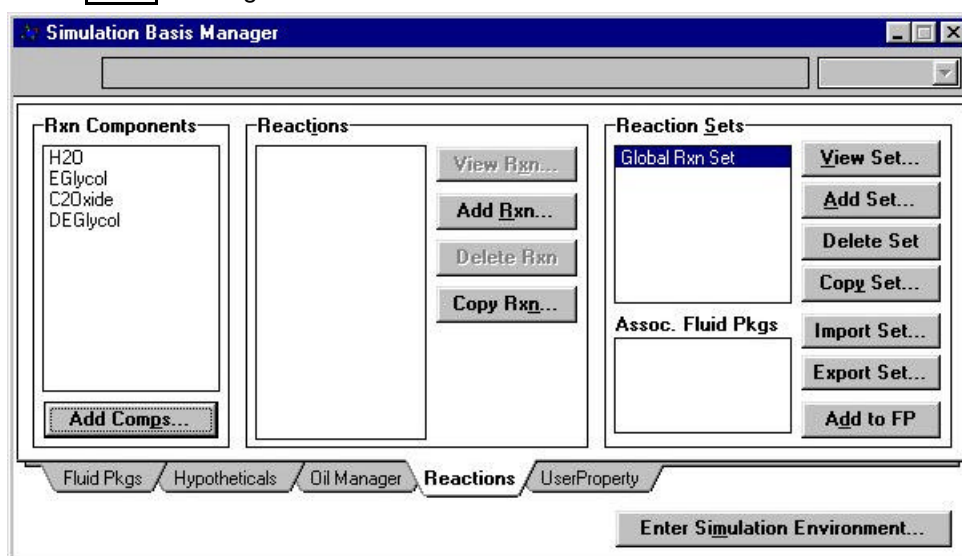 Simulation Basis Manager
Rxn Components
H2O
EGlycol
C2Oxide
DEGlycol
Add Comps...
Reactions
View Rxn...
Add Rxn...
Delete Rxn
Copy Rxn...
Reaction Sets
Global Rxn Set
View Set...
Add Set...
Delete Set
Copy Set...
Assoc. Fluid Pkgs
Import Set...
Export Set...
Add to FP
Fluid Pkgs
Hypotheticals
Oil Manager
Reactions
UserProperty
Enter Simulation Environment...